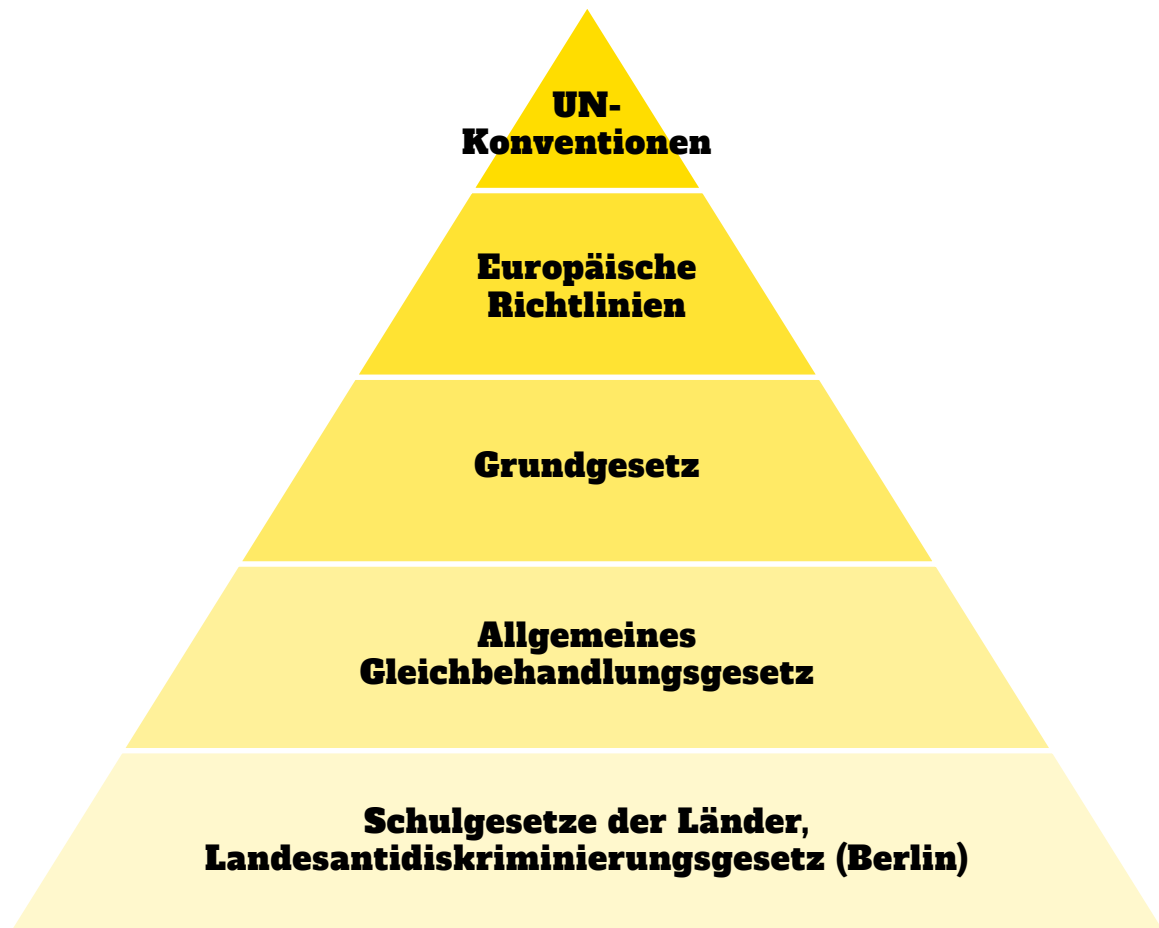 UN-
Konventionen
Europäische
Richtlinien
Grundgesetz
Allgemeines
Gleichbehandlungsgesetz
Schulgesetze der Länder,
Landesantidiskriminierungsgesetz (Berlin)